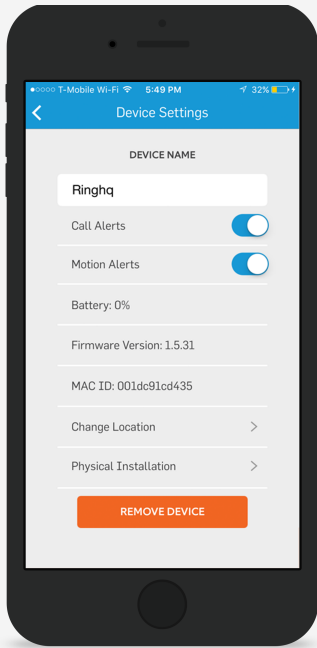 T-Mobile Wi-Fi 5:49 PM 32%
Device Settings
DEVICE NAME
Ringhq
Call Alerts
Motion Alerts
Battery: 0%
Firmware Version: 1.5.31
MAC ID: 001dc91cd435
Change Location
Physical Installation
REMOVE DEVICE